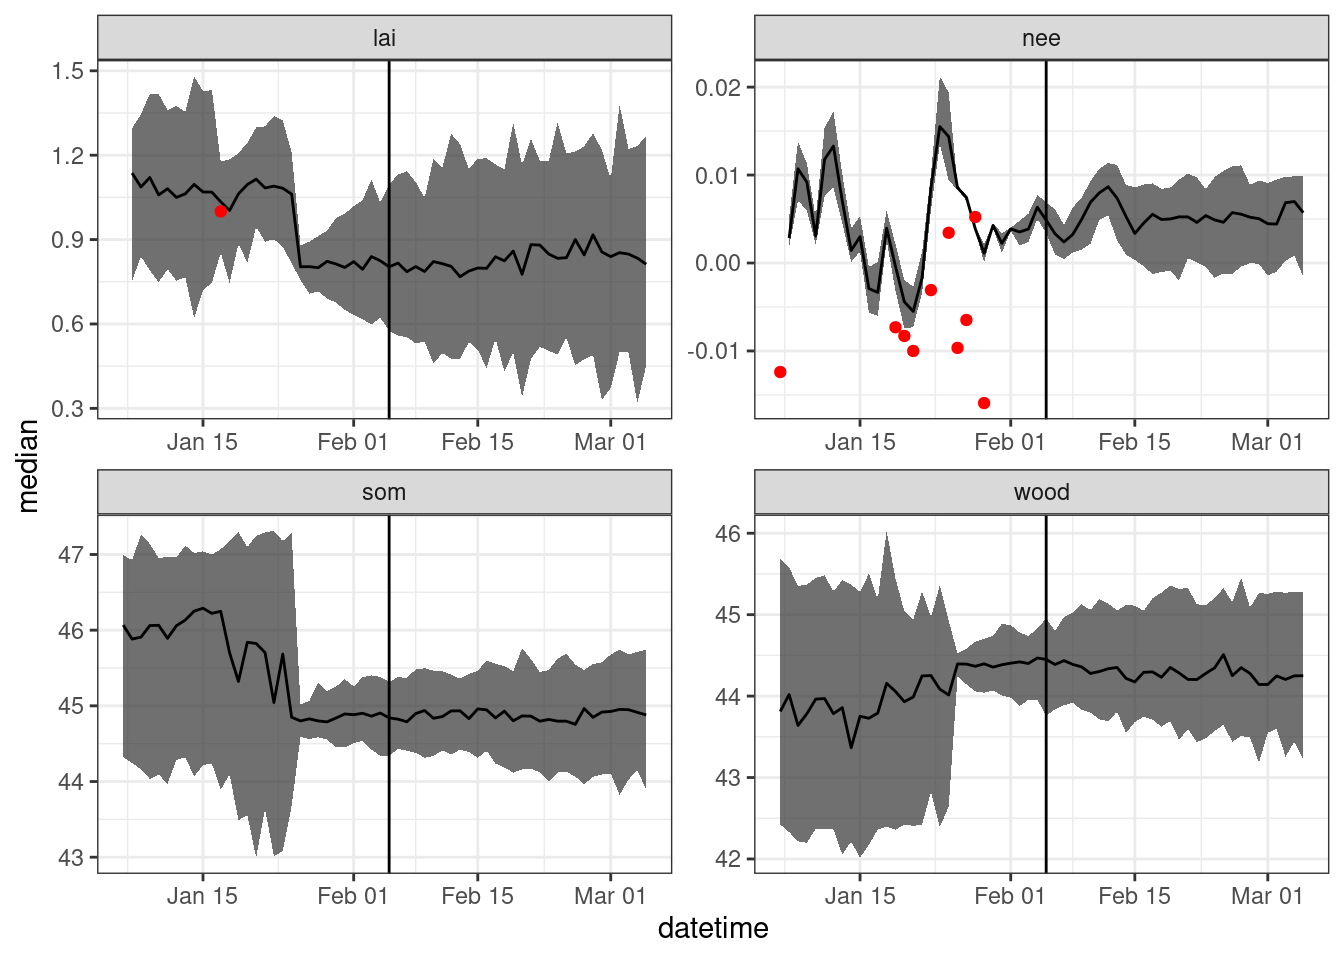 lai
nee
1.5
1.2
0.9
0.6
0.3
0.02
0.01
0.00
-0.01
Jan 15 Feb 01 Feb 15 Mar 01
Jan 15 Feb 01 Feb 15 Mar 01
median
som
wood
47
46
45
44
43
46
45
44
43
42
Jan 15 Feb 01 Feb 15 Mar 01
Jan 15 Feb 01 Feb 15 Mar 01
datetime